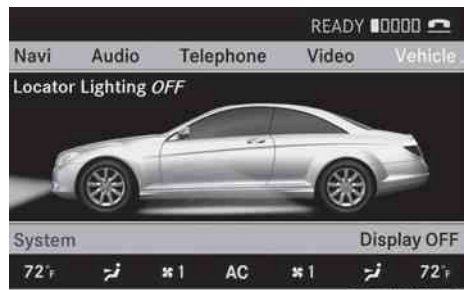 READY
Navi Audio Telephone Video Vehicle
Locator Lighting OFF
System Display OFF
72°F 1 AC 1 72°F